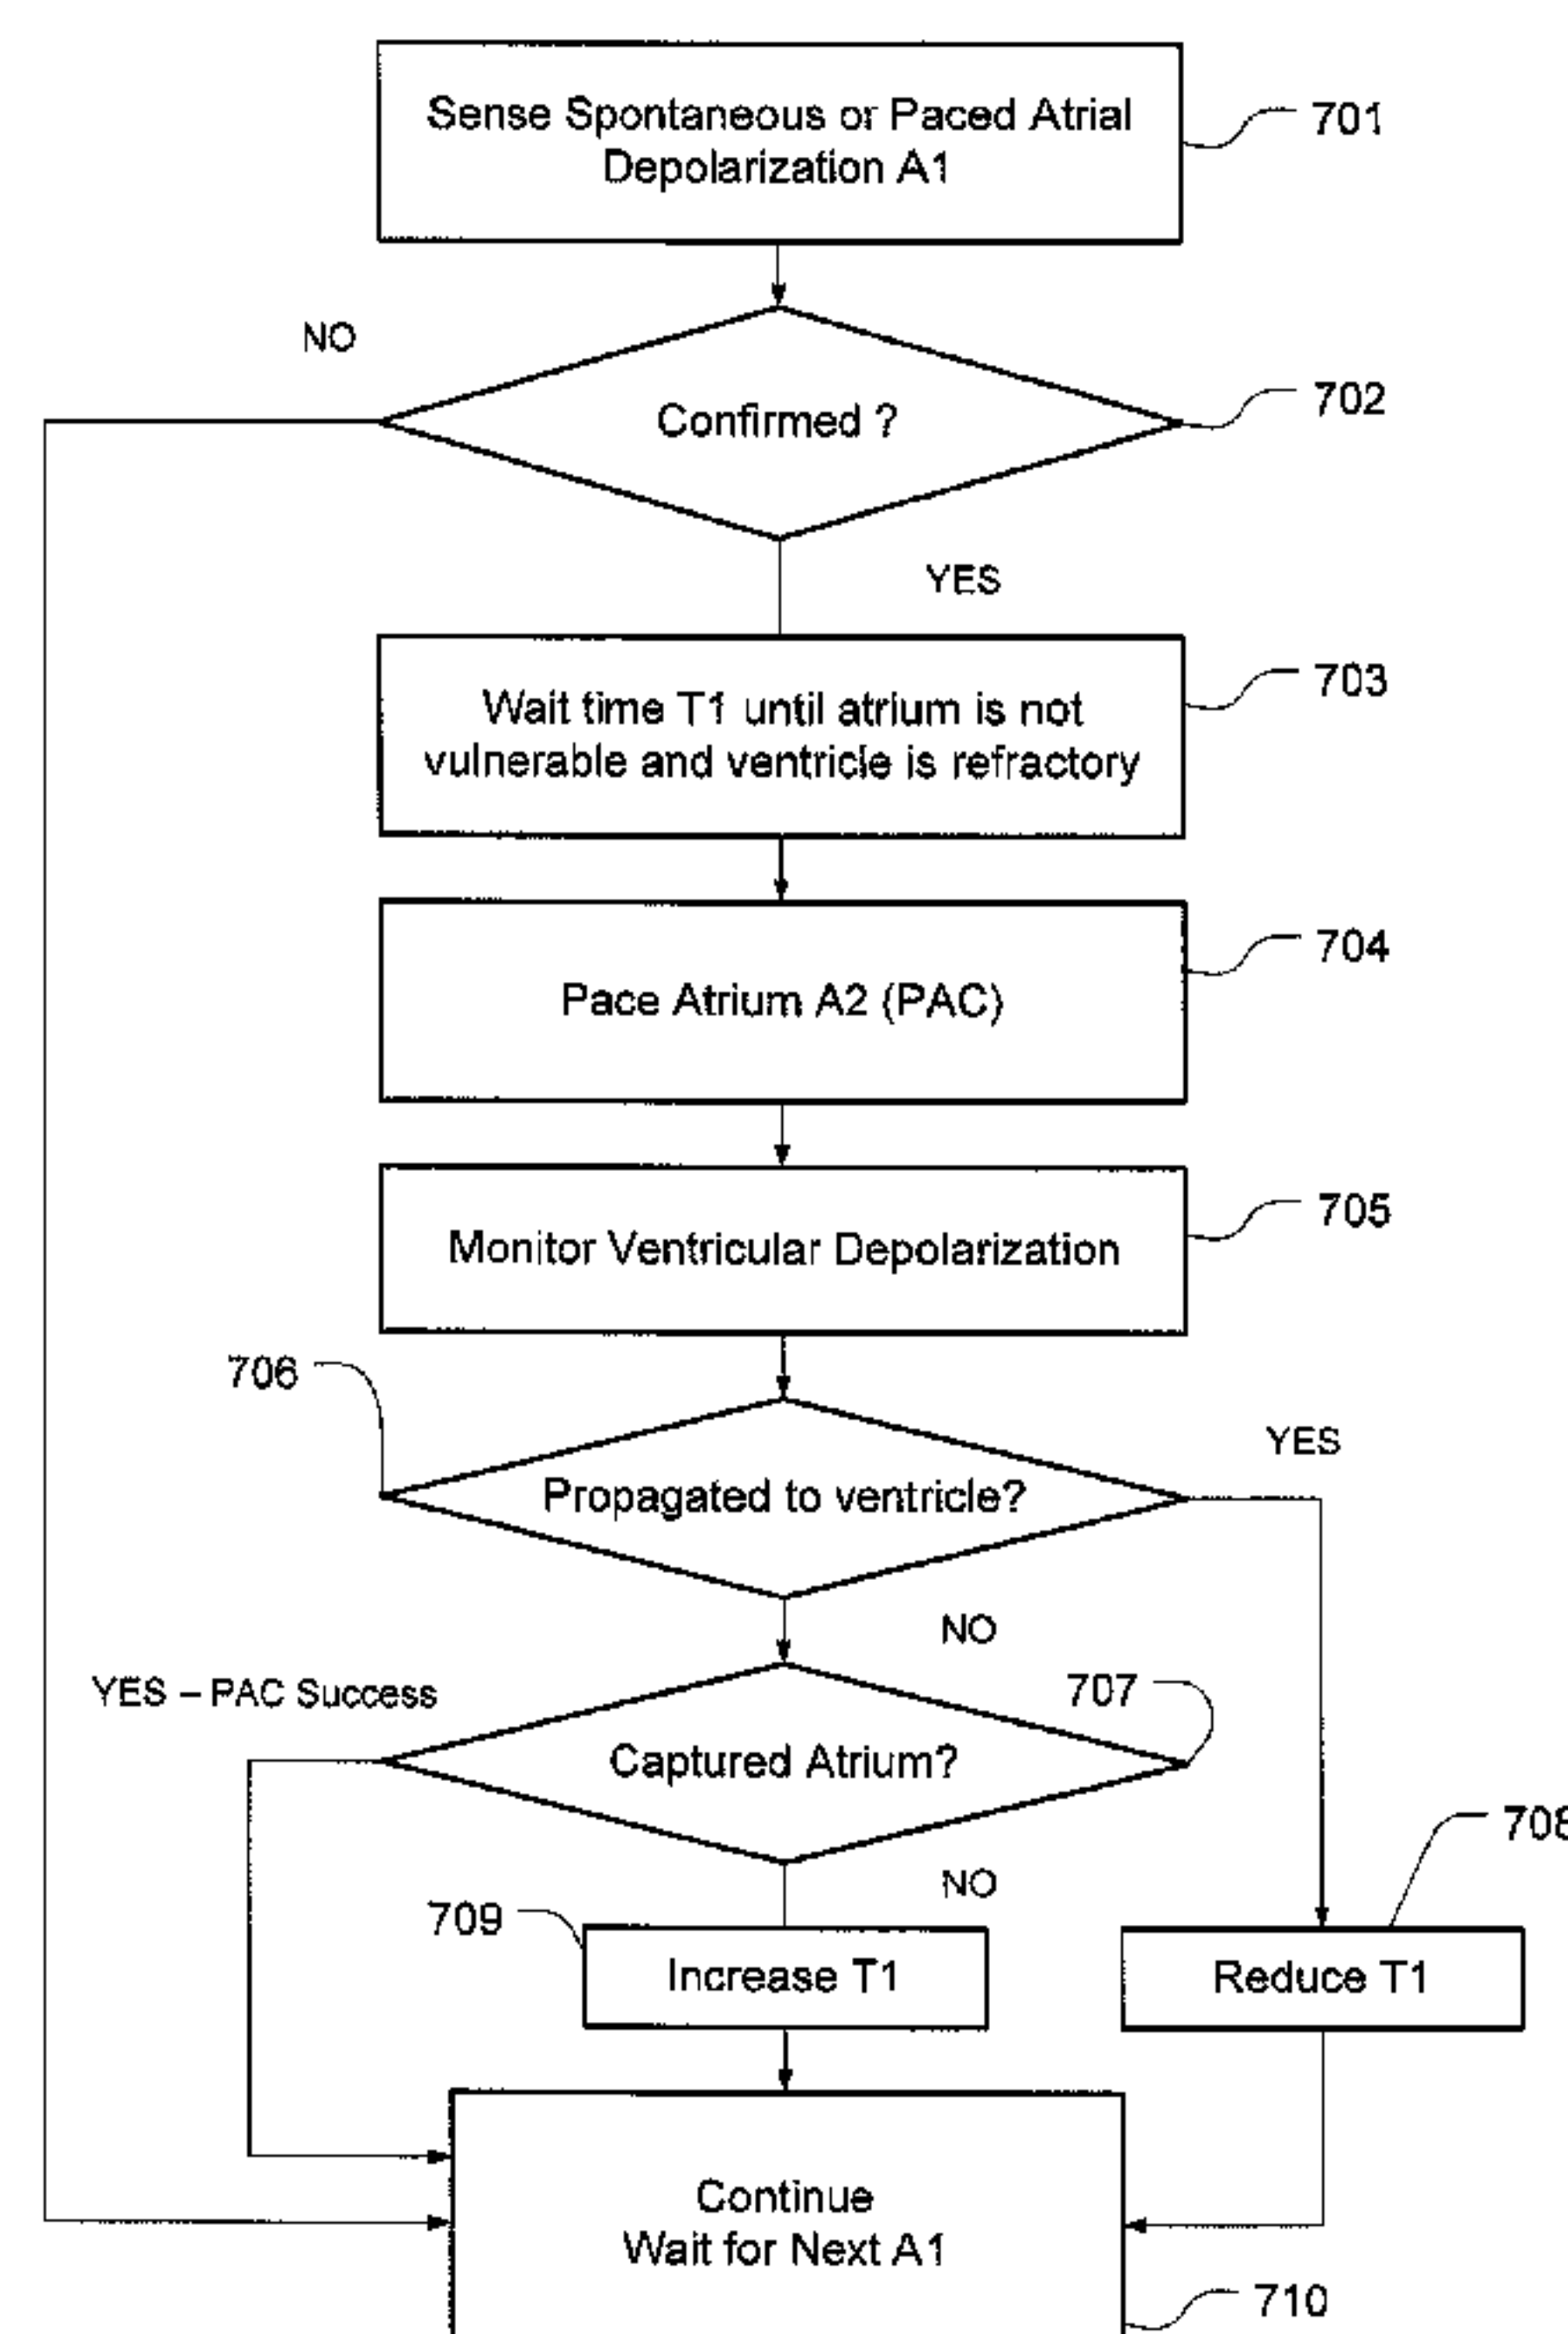 Sense Spontaneous or Paced Atrial
Depolarization A1
701
NO
Confirmed ?
702
YES
Wait time T1 until atrium is not
vulnerable and ventricle is refractory
703
Pace Atrium A2 (PAC)
704
Monitor Ventricular Depolarization
705
706
Propagated to ventricle?
YES
NO
YES – PAC Success
707
Captured Atrium?
NO
708
709
Increase T1
Reduce T1
Continue
Wait for Next A1
710